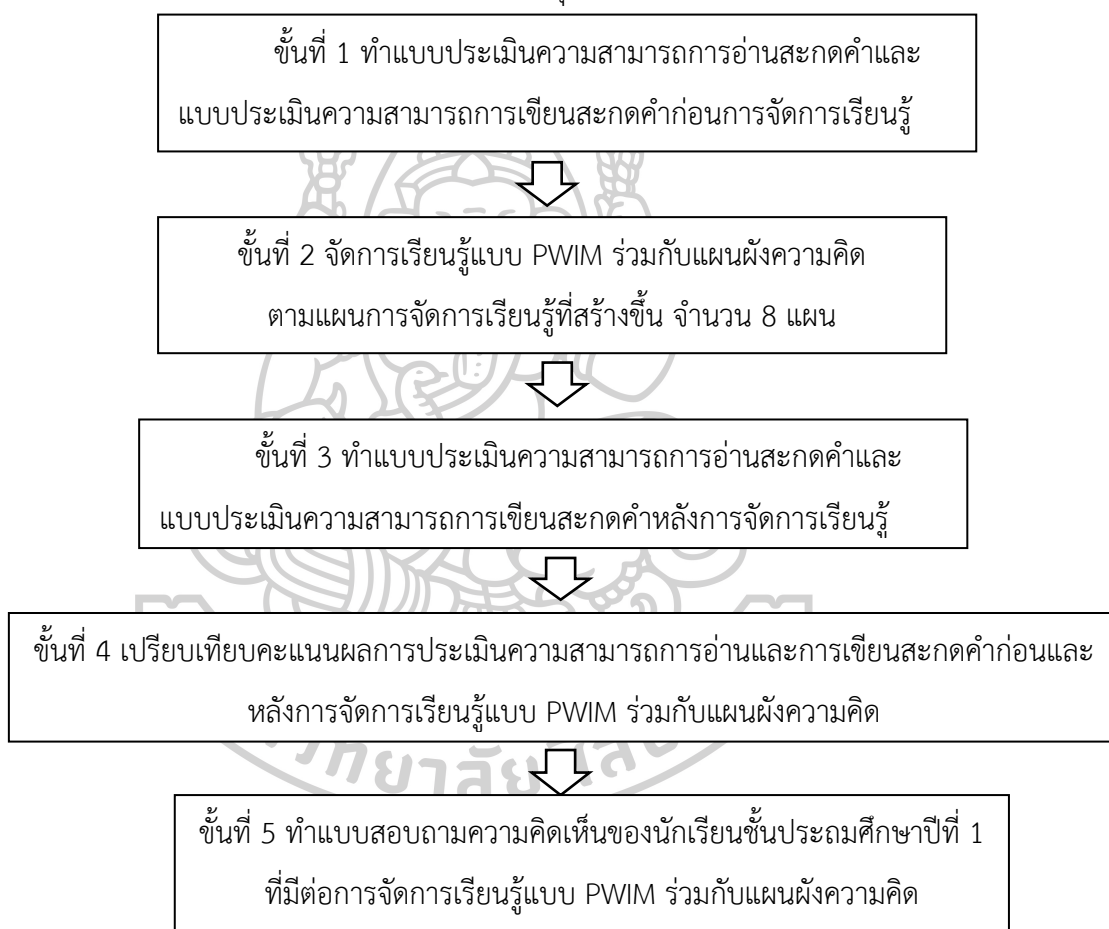 ขั้นที่ 1 ทำแบบประเมินความสามารถการอ่านสะกดคำและ
แบบประเมินความสามารถการเขียนสะกดคำก่อนการจัดการเรียนรู้
ขั้นที่ 2 จัดการเรียนรู้แบบ PWIM ร่วมกับแผนผังความคิด
ตามแผนการจัดการเรียนรู้ที่สร้างขึ้น จำนวน 8 แผน
ขั้นที่ 3 ทำแบบประเมินความสามารถการอ่านสะกดคำและ
แบบประเมินความสามารถการเขียนสะกดคำหลังการจัดการเรียนรู้
ขั้นที่ 4 เปรียบเทียบคะแนนผลการประเมินความสามารถการอ่านและการเขียนสะกดคำก่อนและ
หลังการจัดการเรียนรู้แบบ PWIM ร่วมกับแผนผังความคิด
ขั้นที่ 5 ทำแบบสอบถามความคิดเห็นของนักเรียนชั้นประถมศึกษาปีที่ 1
ที่มีต่อการจัดการเรียนรู้แบบ PWIM ร่วมกับแผนผังความคิด